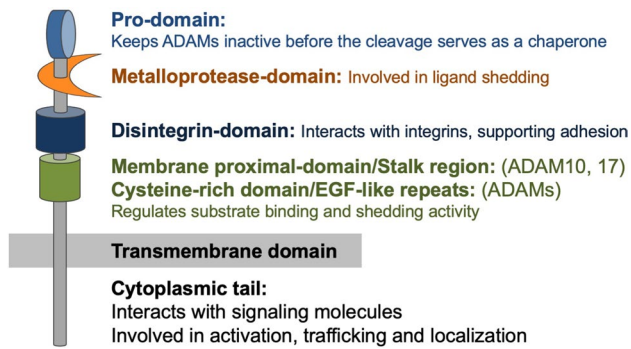 Pro-domain:
Keeps ADAMs inactive before the cleavage serves as a chaperone
Metalloprotease-domain: Involved in ligand shedding
Disintegrin-domain: Interacts with integrins, supporting adhesion
Membrane proximal-domain/Stalk region: (ADAM10, 17)
Cysteine-rich domain/EGF-like repeats: (ADAMs)
Regulates substrate binding and shedding activity
Transmembrane domain
Cytoplasmic tail:
Interacts with signaling molecules
Involved in activation, trafficking and localization